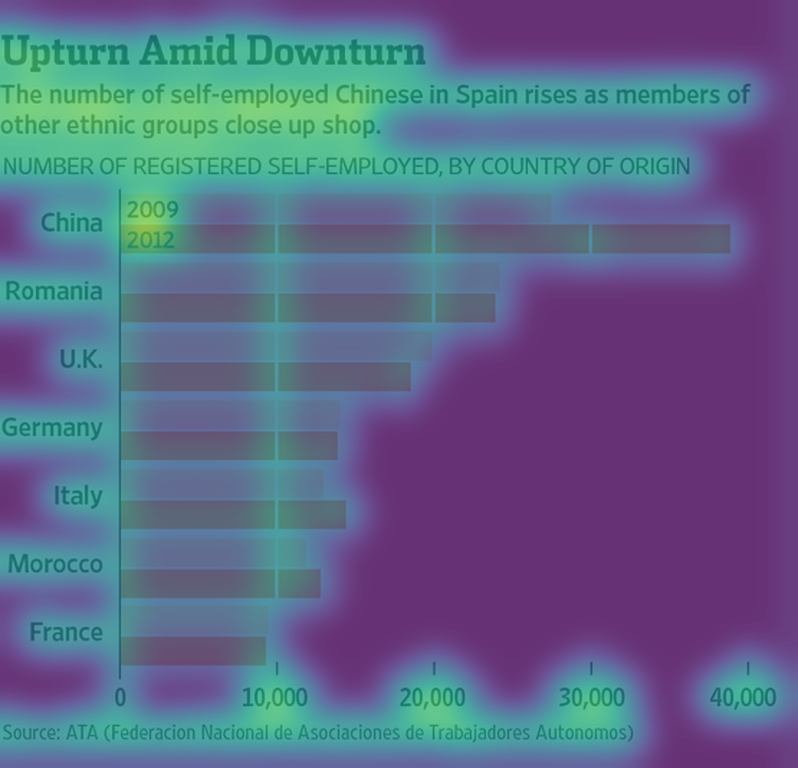 Upturn Amid Downturn
The number of self-employed Chinese in Spain rises as members of
other ethnic groups close up shop.
NUMBER OF REGISTERED SELF-EMPLOYED, BY COUNTRY OF ORIGIN
China
2009
2012
Romania
U.K.
Germany
Italy
Morocco
France
0 10,000 20,000 30,000 40,000
Source: ATA (Federacion Nacional de Asociaciones de Trabajadores Autonomos)